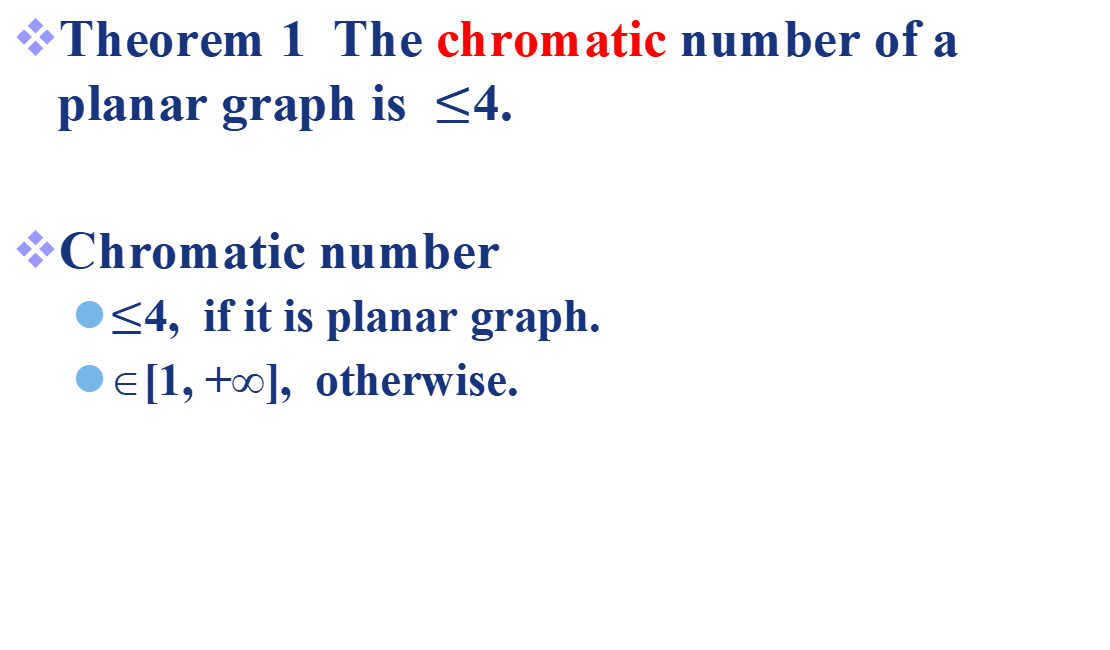 ❖Theorem 1 The chromatic number of a
planar graph is ≤4.
❖Chromatic number
●≤4, if it is planar graph.
●∈[1, +∞], otherwise.